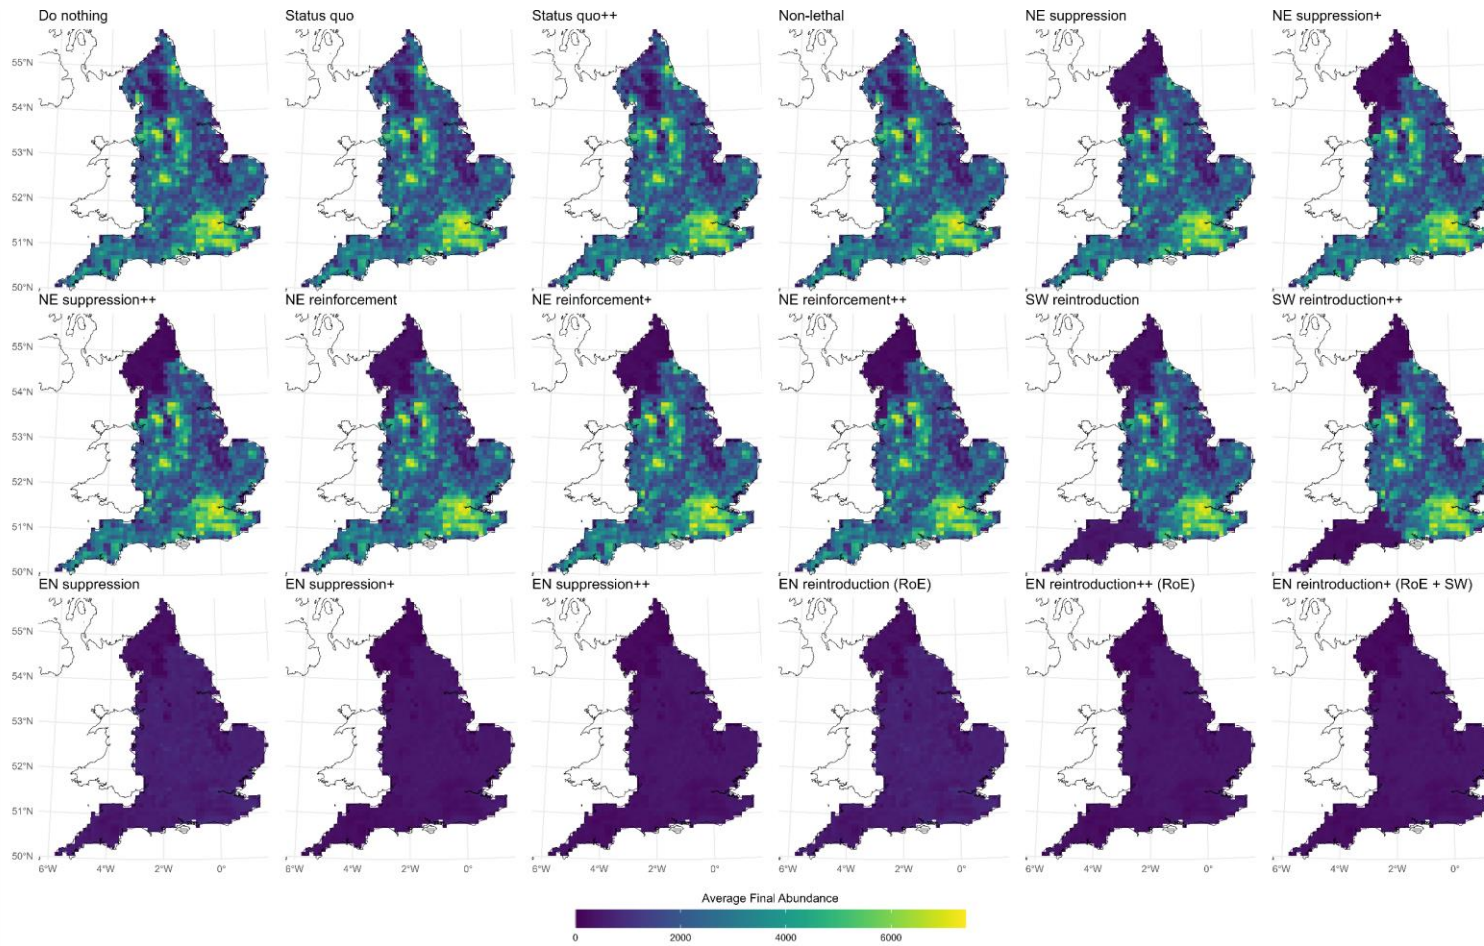 Do nothing
Status quo
Status quo++
Non-lethal
NE suppression
NE suppression+
55°N
54°N
53°N
52°N
51°N
50°N
NE suppression++
NE reinforcement
NE reinforcement+
NE reinforcement++
SW reintroduction
SW reintroduction++
55°N
54°N
53°N
52°N
51°N
50°N
EN suppression
EN suppression+
EN suppression++
EN reintroduction (RoE)
EN reintroduction++ (RoE)
EN reintroduction+ (RoE + SW)
55°N
54°N
53°N
52°N
51°N
50°N
6°W 4°W 2°W 0° 6°W 4°W 2°W 0° 6°W 4°W 2°W 0° 6°W 4°W 2°W 0° 6°W 4°W 2°W 0° 6°W 4°W 2°W 0°
Average Final Abundance
0 2000 4000 6000